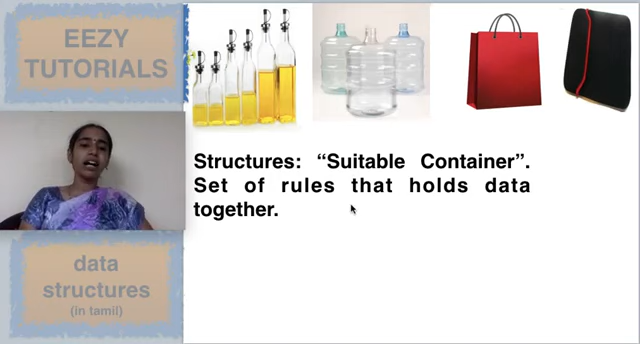 EEZY
TUTORIALS
data
structures
(in tamil)
Structures: “Suitable Container”.
Set of rules that holds data
together.